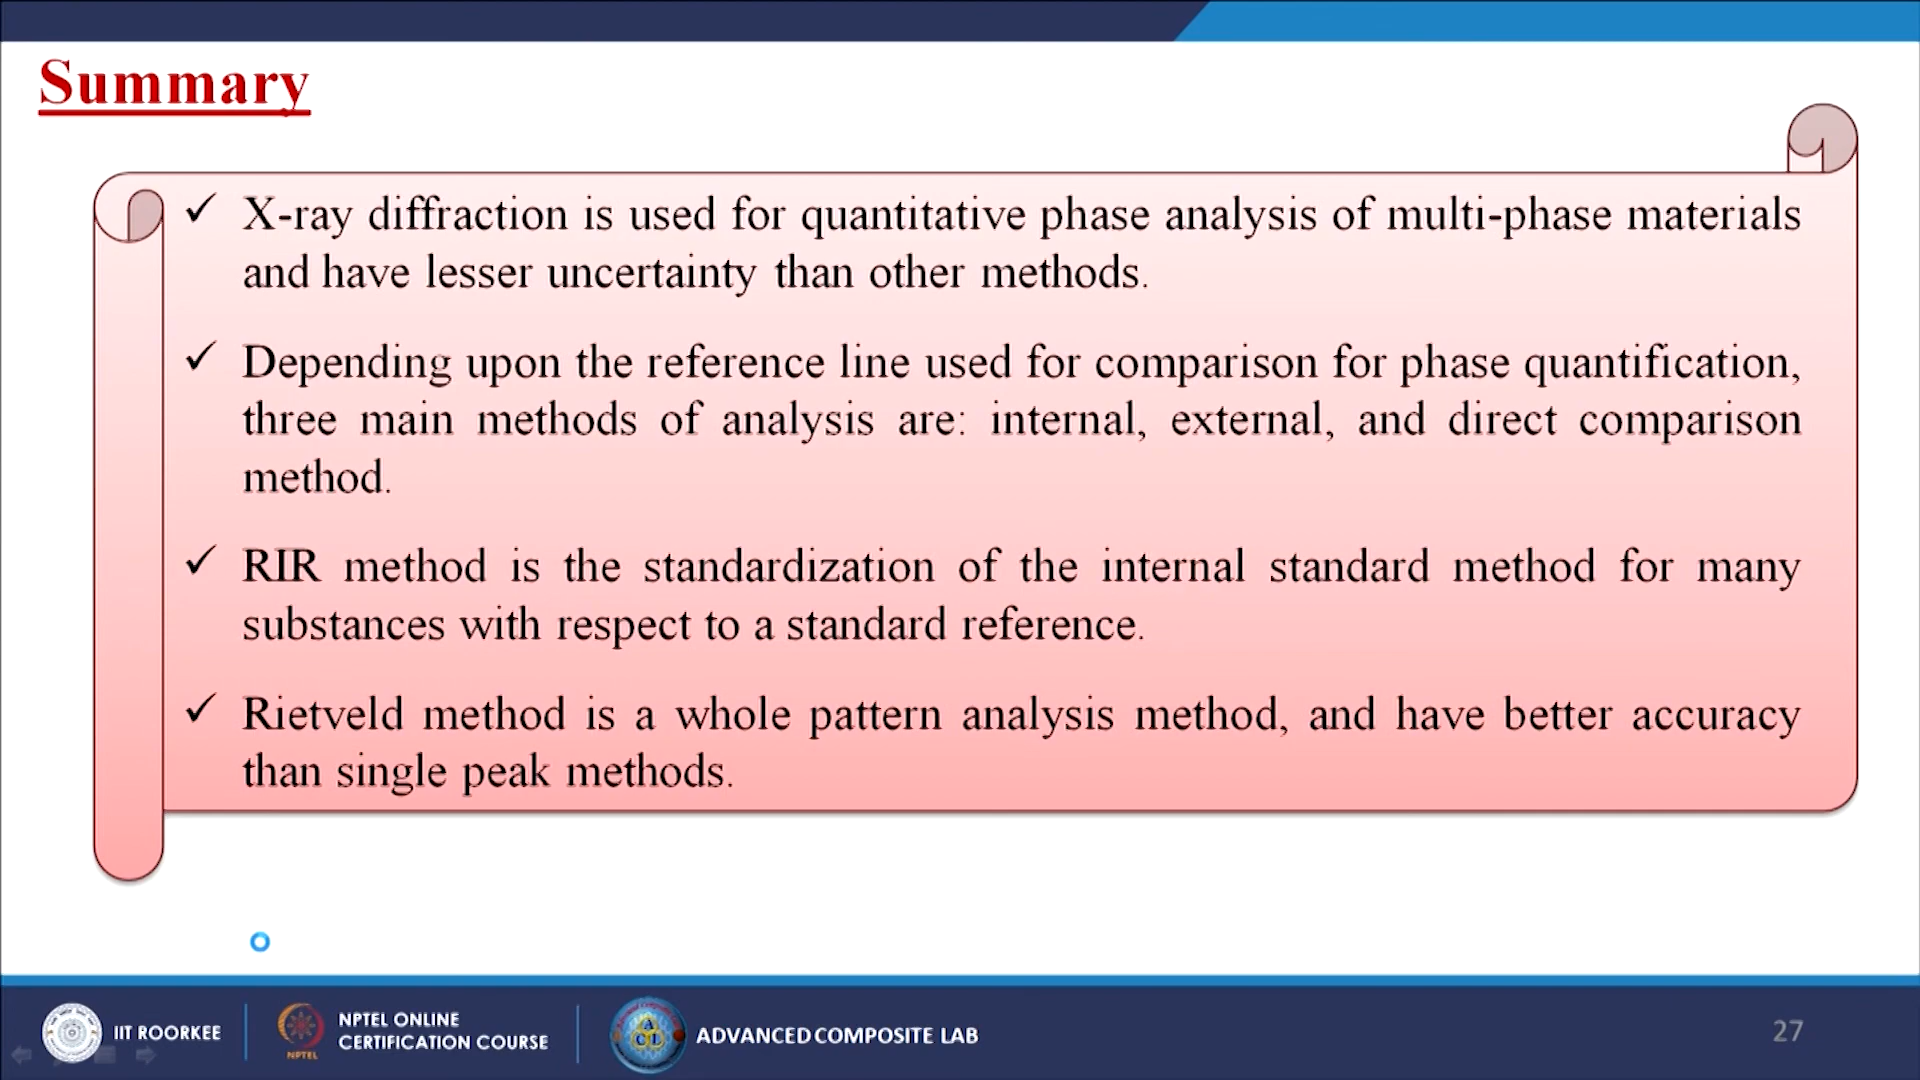 Summary
✓ X-ray diffraction is used for quantitative phase analysis of multi-phase materials
and have lesser uncertainty than other methods.
✓ Depending upon the reference line used for comparison for phase quantification,
three main methods of analysis are: internal, external, and direct comparison
method.
✓ RIR method is the standardization of the internal standard method for many
substances with respect to a standard reference.
✓ Rietveld method is a whole pattern analysis method, and have better accuracy
than single peak methods.
IIT ROORKEE
NPTEL
NPTEL ONLINE
CERTIFICATION COURSE
ACL
ADVANCED COMPOSITE LAB
27